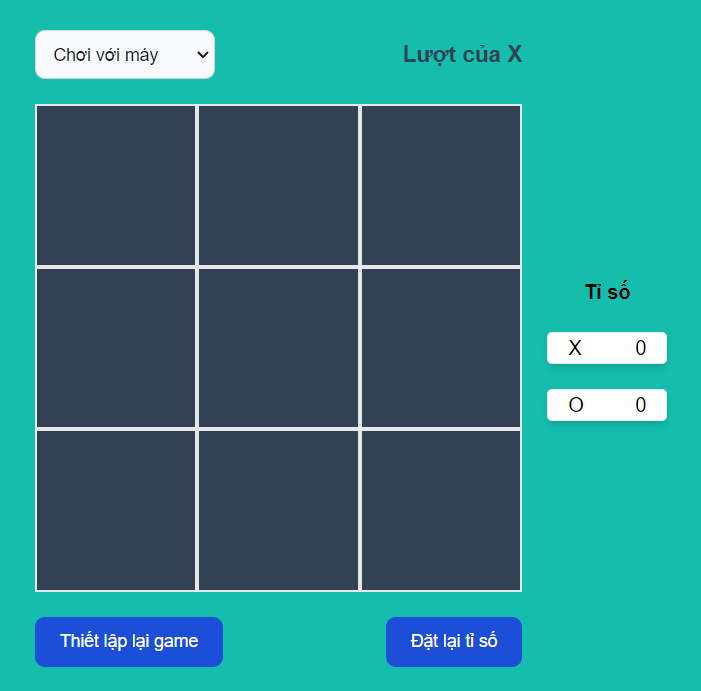 Chơi với máy
Lượt của X
Tỉ số
X 0
O 0
Thiết lập lại game
Đặt lại tỉ số